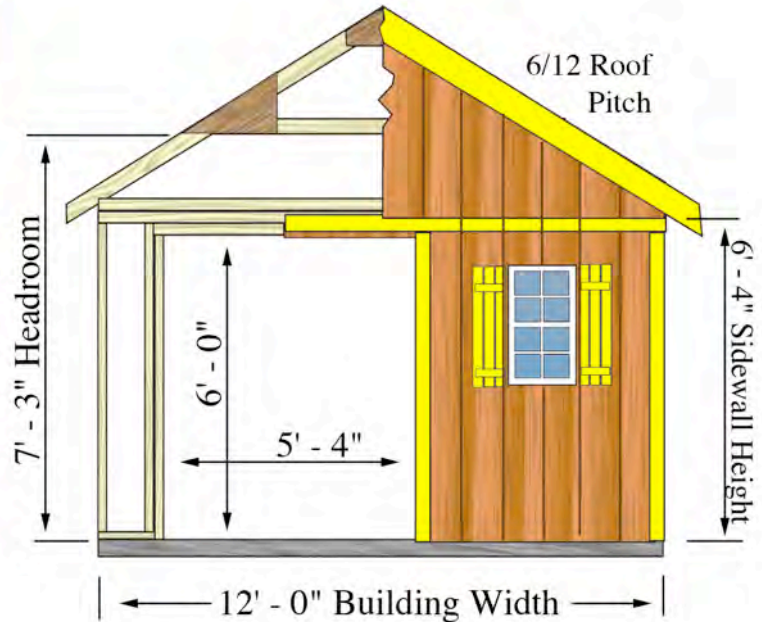 6/12 Roof
Pitch
7' - 3" Headroom
6' - 0"
5' - 4"
6' - 4" Sidewall Height
12' - 0" Building Width